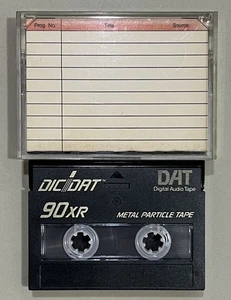 Prog. No. Title Source
DIC/DAT DAT
Digital Audio Tape
90XR METAL PARTICLE TAPE